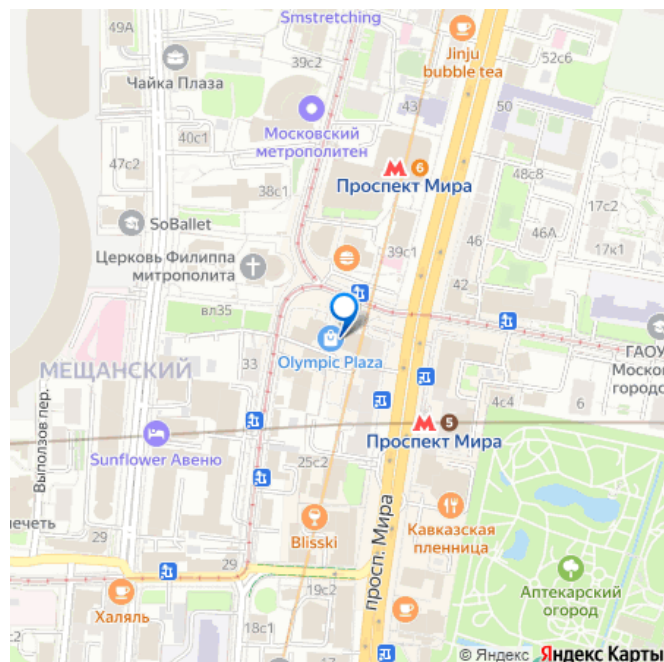 49А
Smstretching
39с2
52с6
Чайка Плаза
Jinju
bubble tea
43
50
40с1
Московский
метрополитен
47с2
6
48с8
38с1
Проспект Мира
17с2
SoBallet
46
46А
17к1
39с1
Церковь Филиппа
митрополита
вл35
ГАОУ
Москов
городс
33
Olympic Plaza
МЕЩАНСКИЙ
4с4
6
Выползов пер.
5
Проспект Мира
Sunflower Авеню
25с2
печеть
Blisski
просп. Мира
Кавказская
пленница
29
29
Аптекарский
огород
19с2
Халяль
18с1
© Яндекс Яндекс Карты